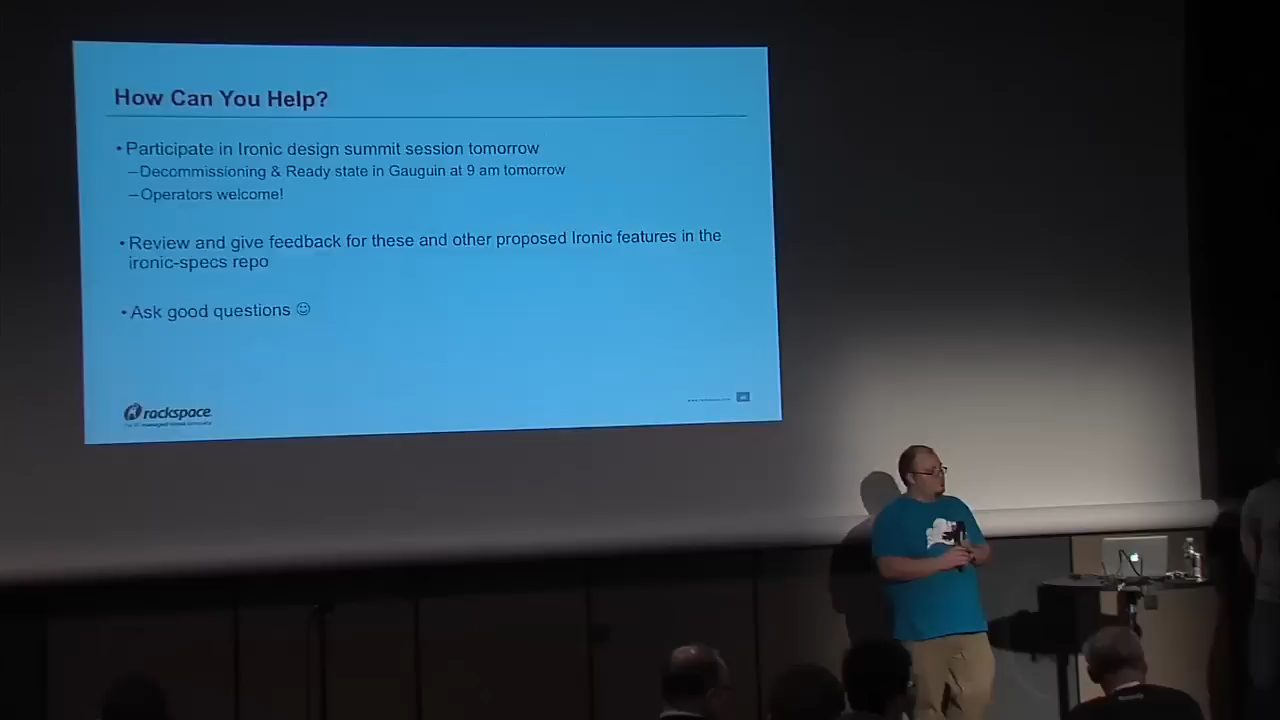 How Can You Help?
• Participate in Ironic design summit session tomorrow
–Decommissioning & Ready state in Gauguin at 9 am tomorrow
–Operators welcome!
• Review and give feedback for these and other proposed Ironic features in the
ironic-specs repo
• Ask good questions ☺
rackspace